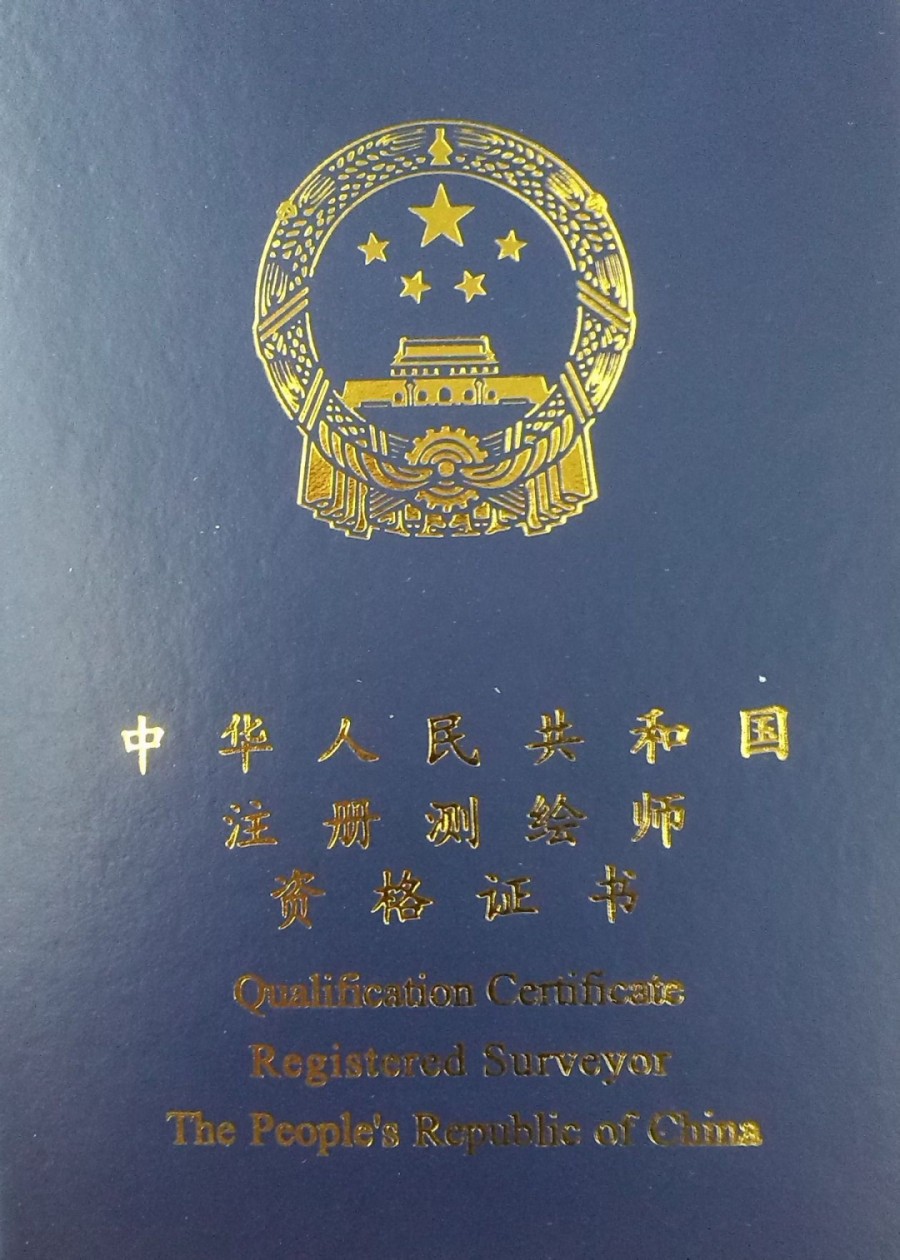 中华人民共和国
注册测绘师
资格证书
Qualification Certificate
Registered Surveyor
The People's Republic of China